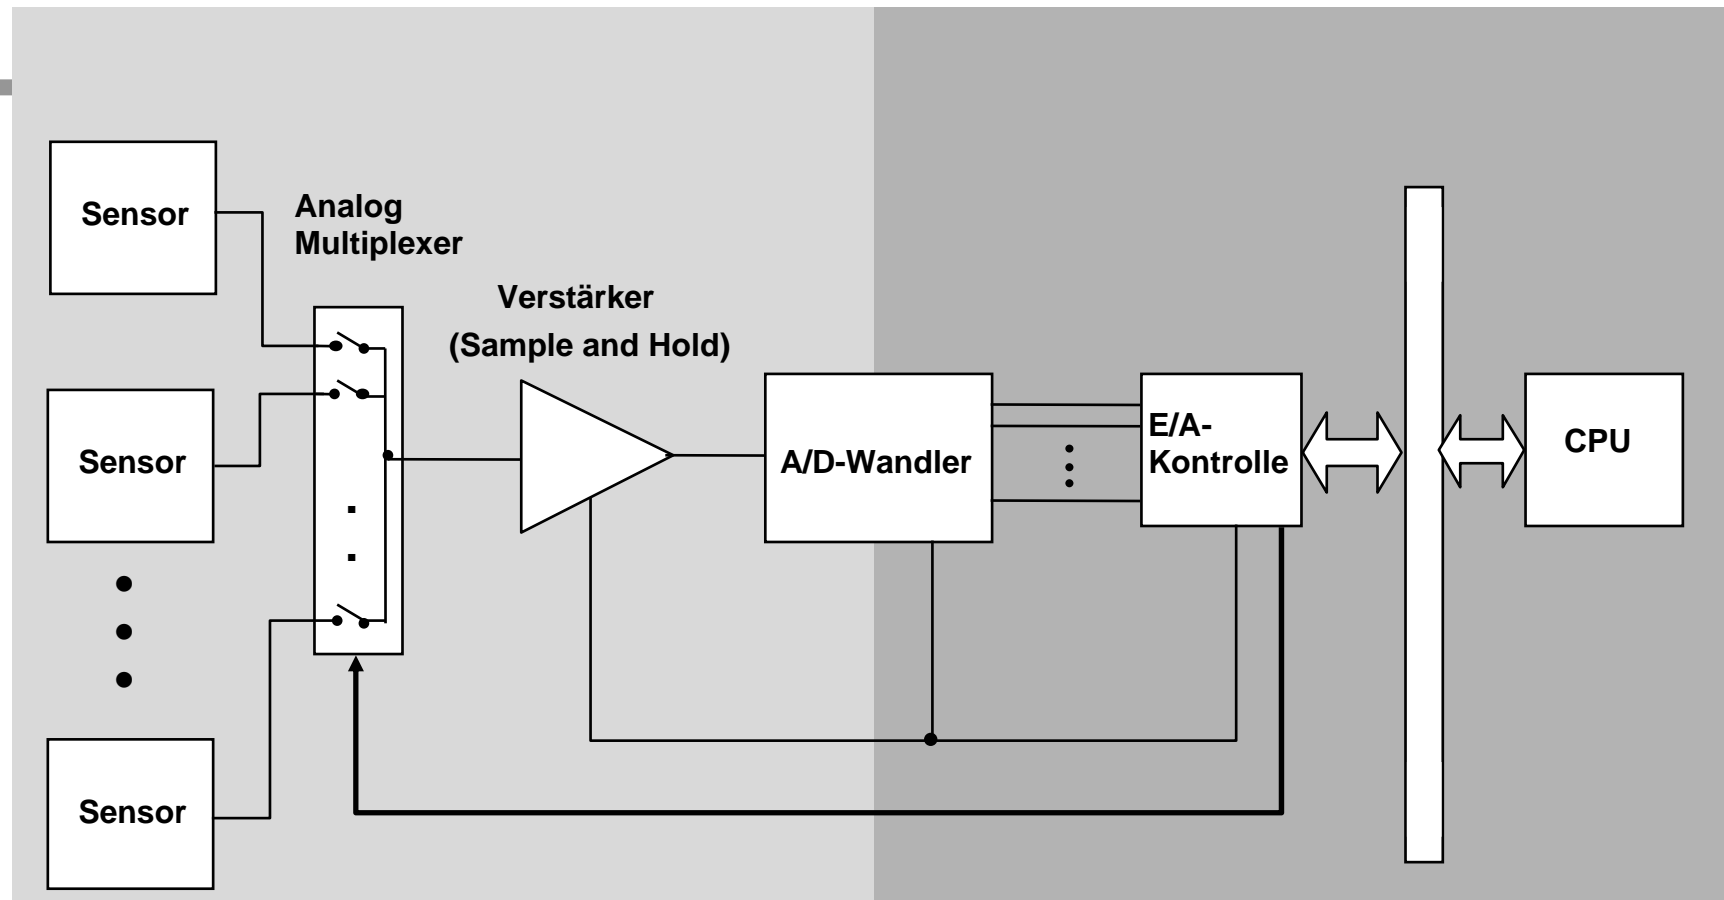 Sensor
Analog
Multiplexer
Verstärker
(Sample and Hold)
Sensor
A/D-Wandler
E/A-
Kontrolle
CPU
Sensor